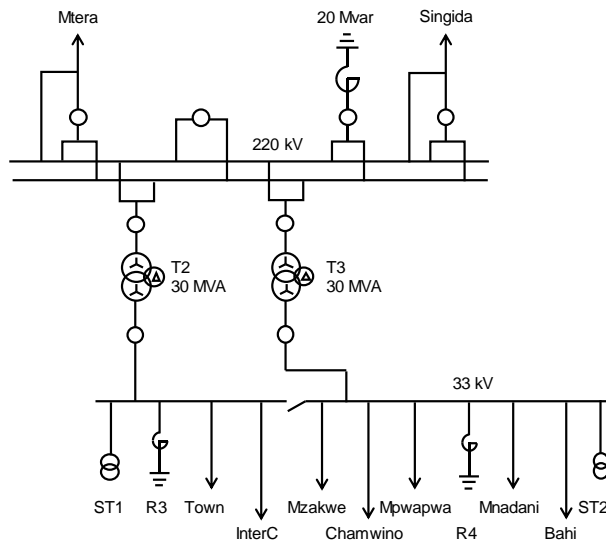 Mtera
20 Mvar
Singida
220 kV
T2
30 MVA
T3
30 MVA
33 kV
ST1
R3
Town
InterC
Mzakwe
Chamwino
Mpwapwa
R4
Mnadani
Bahi
ST2